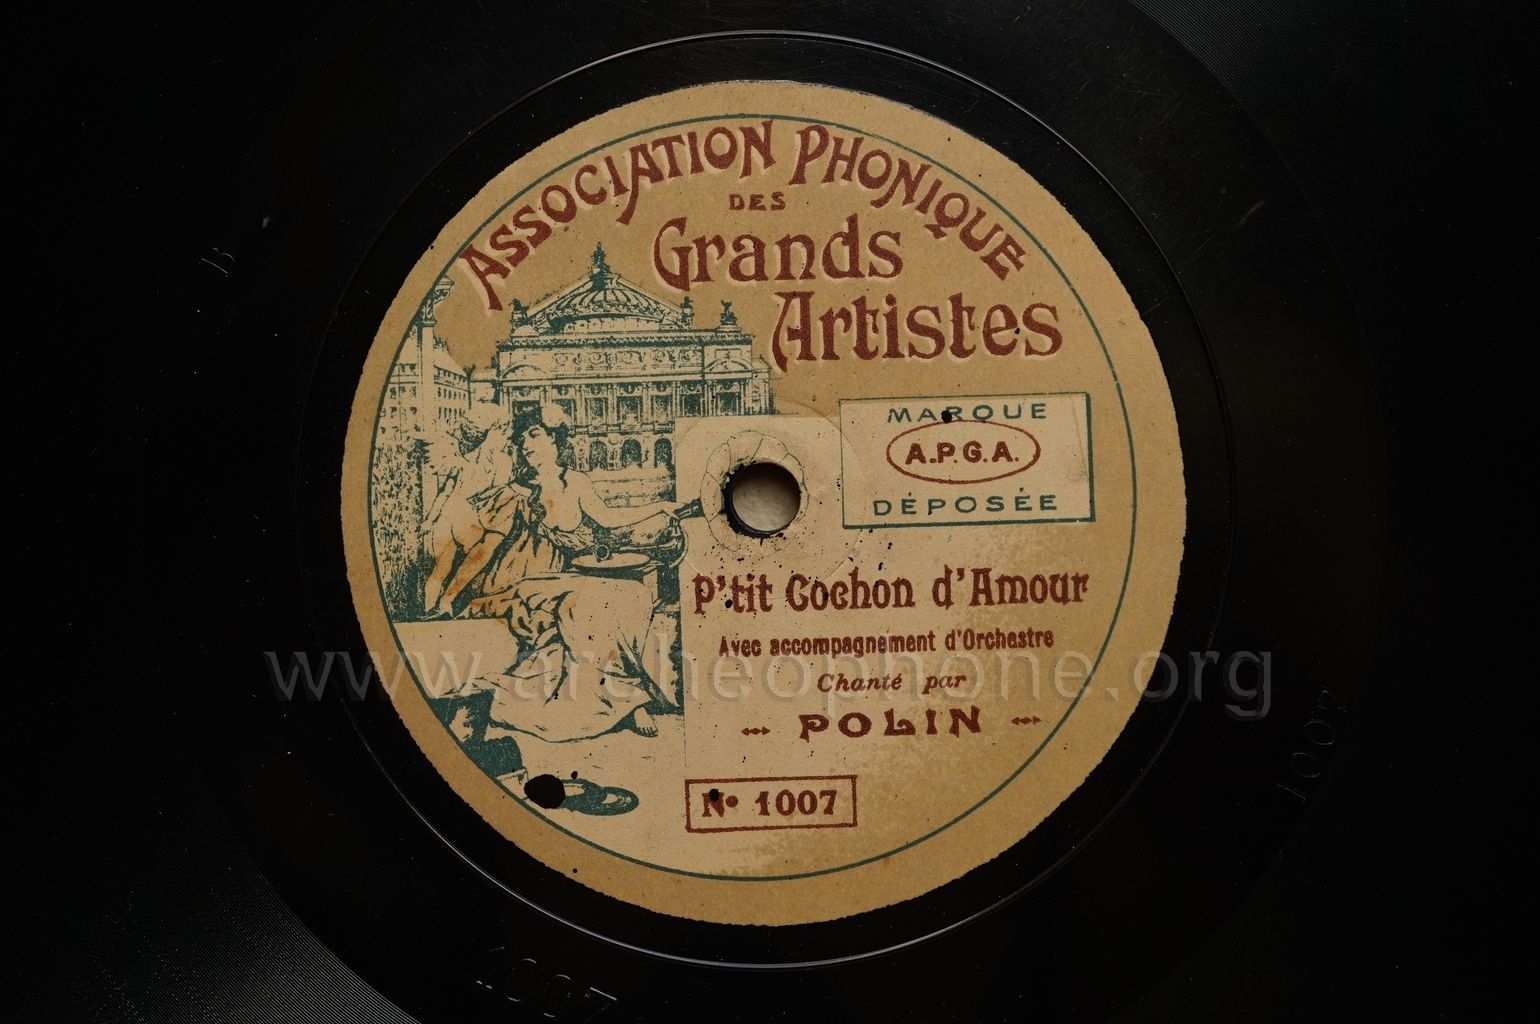 ASSOCIATION PHONIQUE
DES
Grands
Artistes
MARQUE
A.P.G.A.
DÉPOSÉE
P'tit Cochon d'Amour
Avec accompagnement d'Orchestre
Chanté par
POLIN
No 1007
www.archeophone.org
B
1007
1007